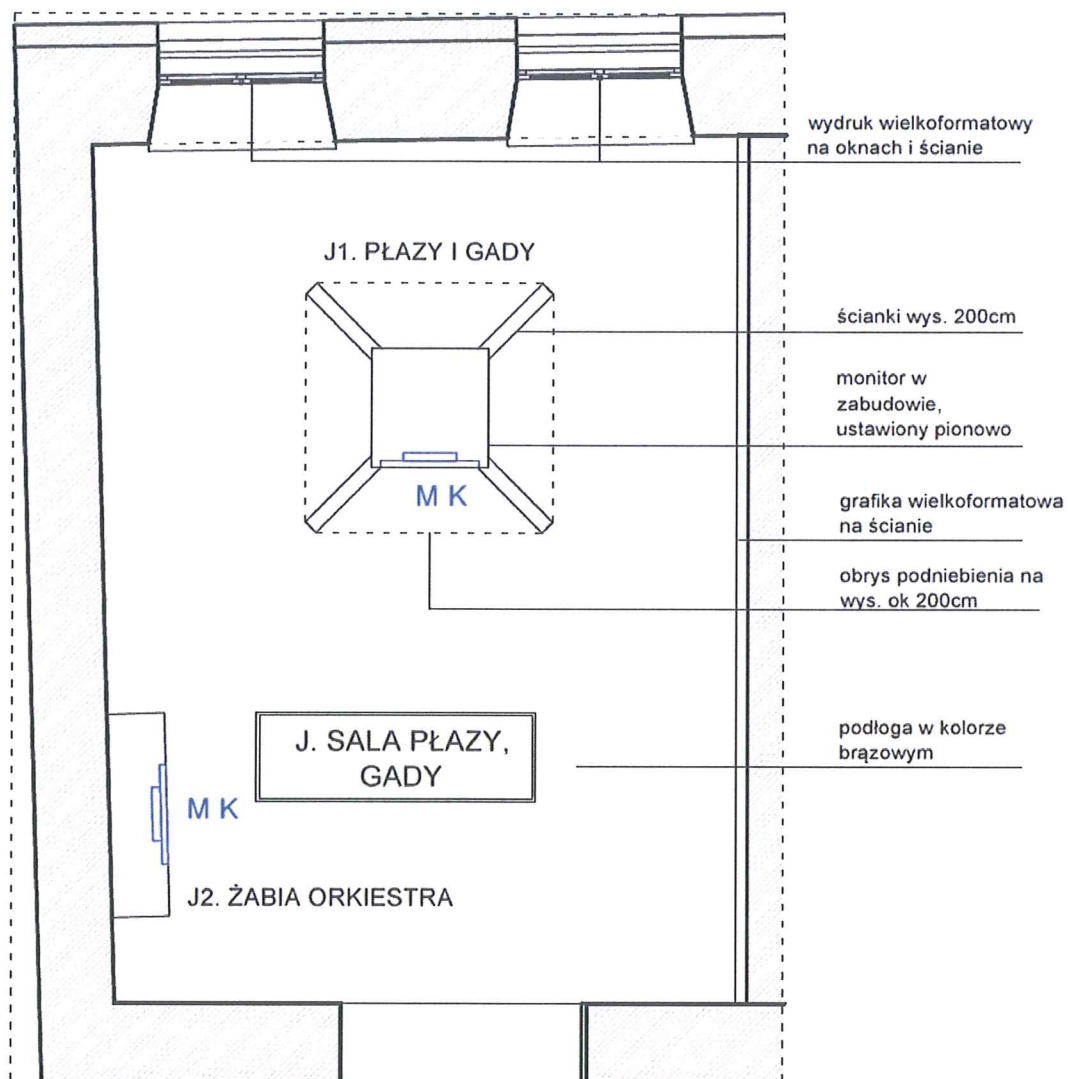 wydruk wielkoformatowy
na oknach i ścianie
J1. PŁAZY I GADY
ścianki wys. 200cm
monitor w
zabudowie,
ustawiony pionowo
M K
grafika wielkoformatowa
na ścianie
obrys podniebienia na
wys. ok 200cm
J. SALA PŁAZY,
GADY
podłoga w kolorze
brązowym
M K
J2. ŻABIA ORKIESTRA